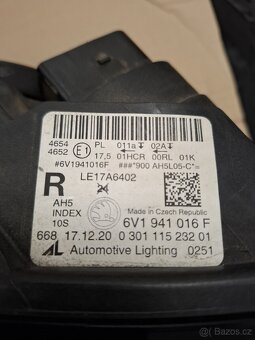 4654
4652
E1
PL 011a 02A
17,5 01HCR 00RL 01K
#6V1941016F ###*900 AH5L05-C*=
R
LE17A6402
AH5
INDEX
10S
Made in Czech Republic
6V1 941 016 F
668 17.12.20 0 301 115 232 01
AL Automotive Lighting 0251
bazoš.cz